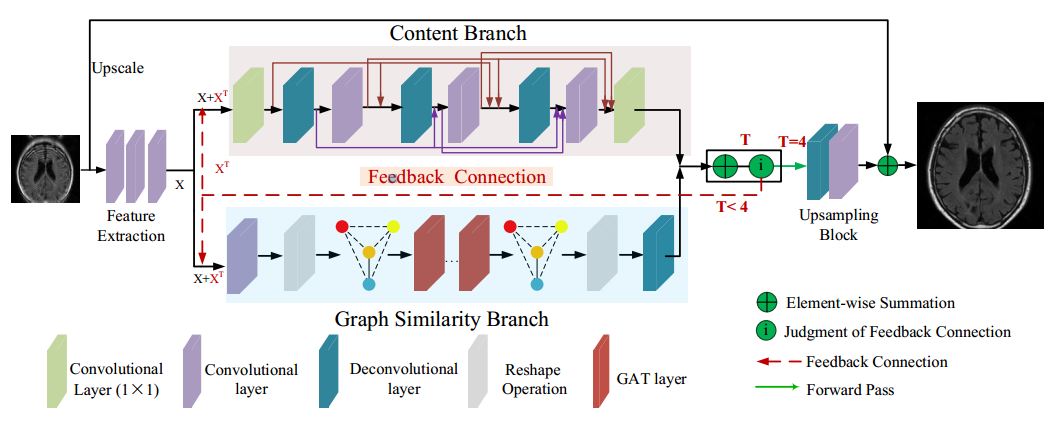 Content Branch
Upscale
X+X^T
T
T=4
X^T
X
Feedback Connection
T< 4
Feature
Extraction
Upsampling
Block
X+X^T
...
Graph Similarity Branch
Element-wise Summation
i
Judgment of Feedback Connection
Feedback Connection
Forward Pass
Convolutional
Layer (1×1)
Convolutional
layer
Deconvolutional
layer
Reshape
Operation
GAT layer